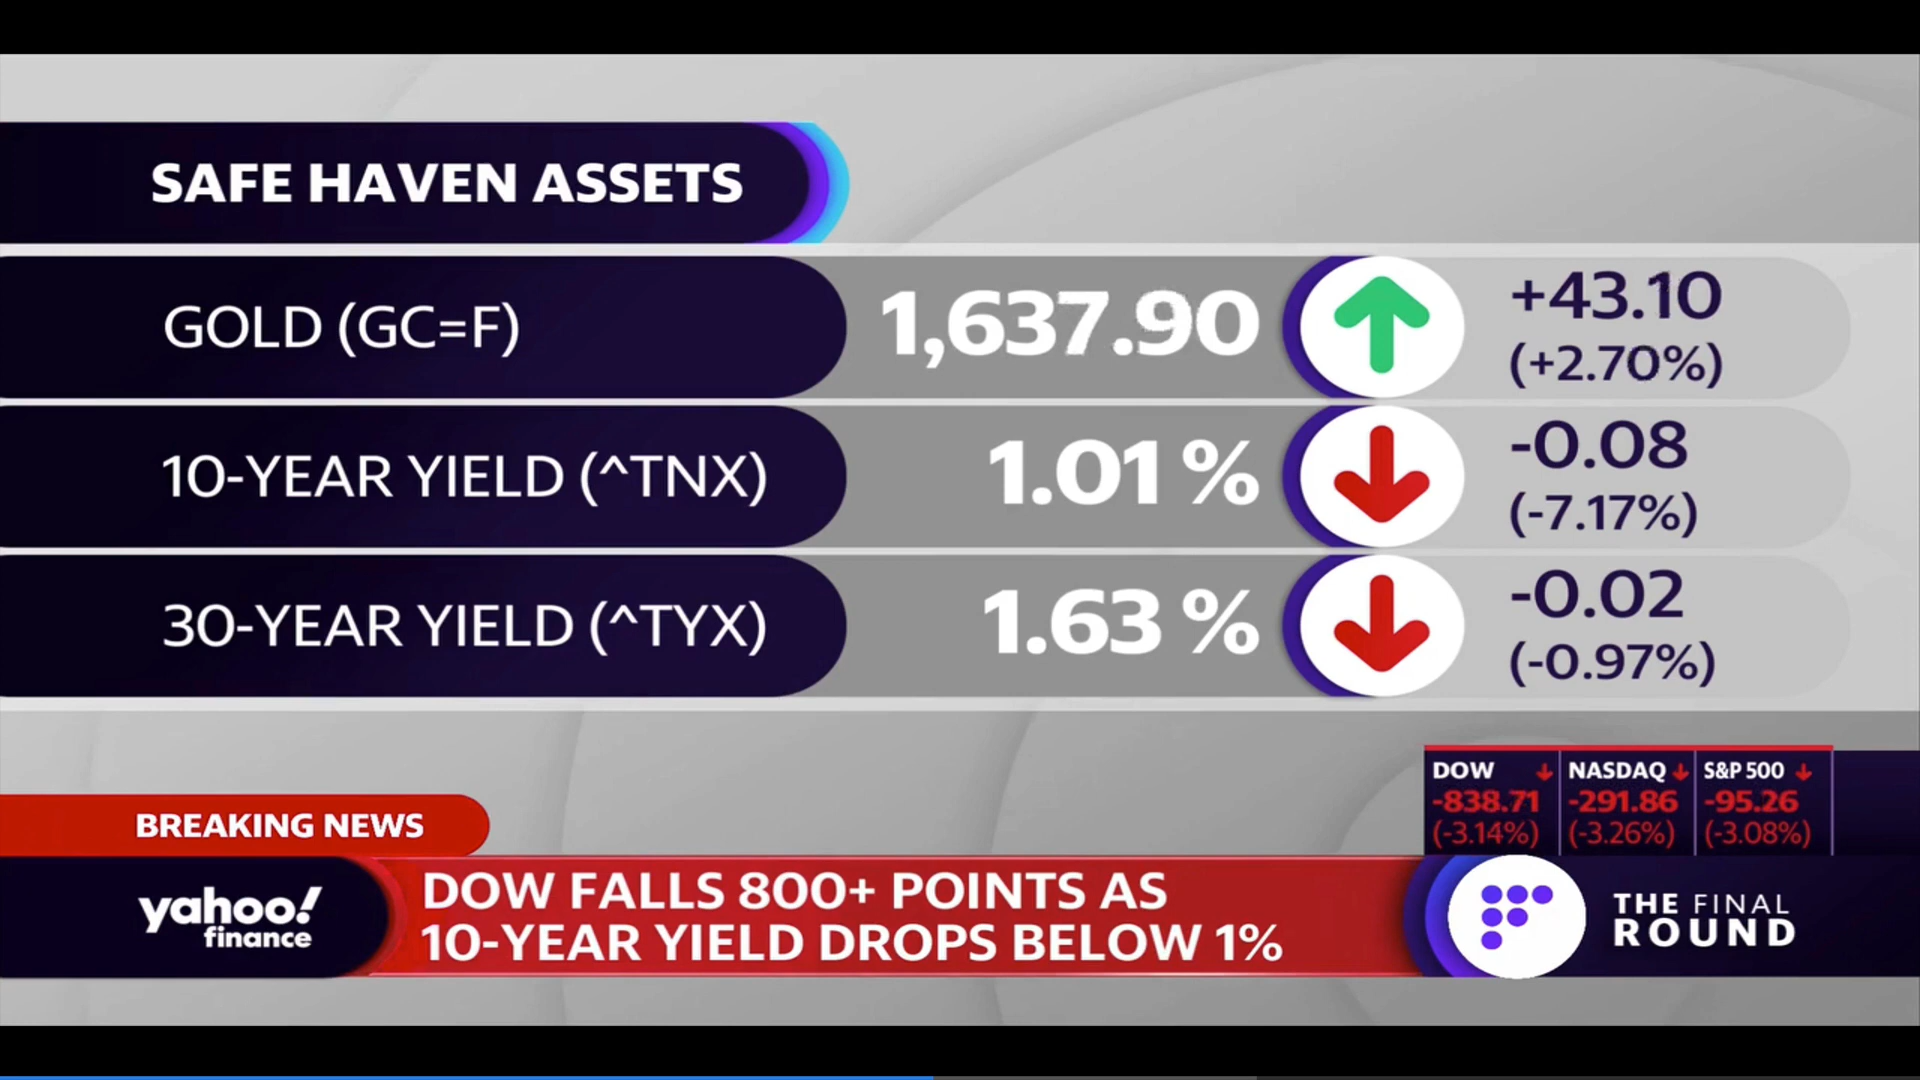 SAFE HAVEN ASSETS
GOLD (GC=F)
1,637.90
+43.10
(+2.70%)
10-YEAR YIELD (^TNX)
1.01 %
-0.08
(-7.17%)
30-YEAR YIELD (^TYX)
1.63 %
-0.02
(-0.97%)
DOW
-838.71
(-3.14%)
NASDAQ
-291.86
(-3.26%)
S&P 500
-95.26
(-3.08%)
BREAKING NEWS
yahoo!
finance
DOW FALLS 800+ POINTS AS
10-YEAR YIELD DROPS BELOW 1%
THE FINAL
ROUND